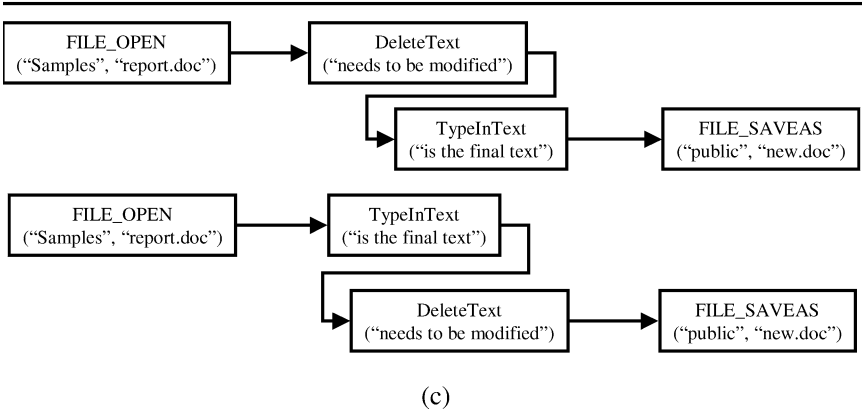 FILE_OPEN
(“Samples”, “report.doc”)
DeleteText
(“needs to be modified”)
TypeInText
(“is the final text”)
FILE_SAVEAS
(“public”, “new.doc”)
FILE_OPEN
(“Samples”, “report.doc”)
TypeInText
(“is the final text”)
DeleteText
(“needs to be modified”)
FILE_SAVEAS
(“public”, “new.doc”)
(c)